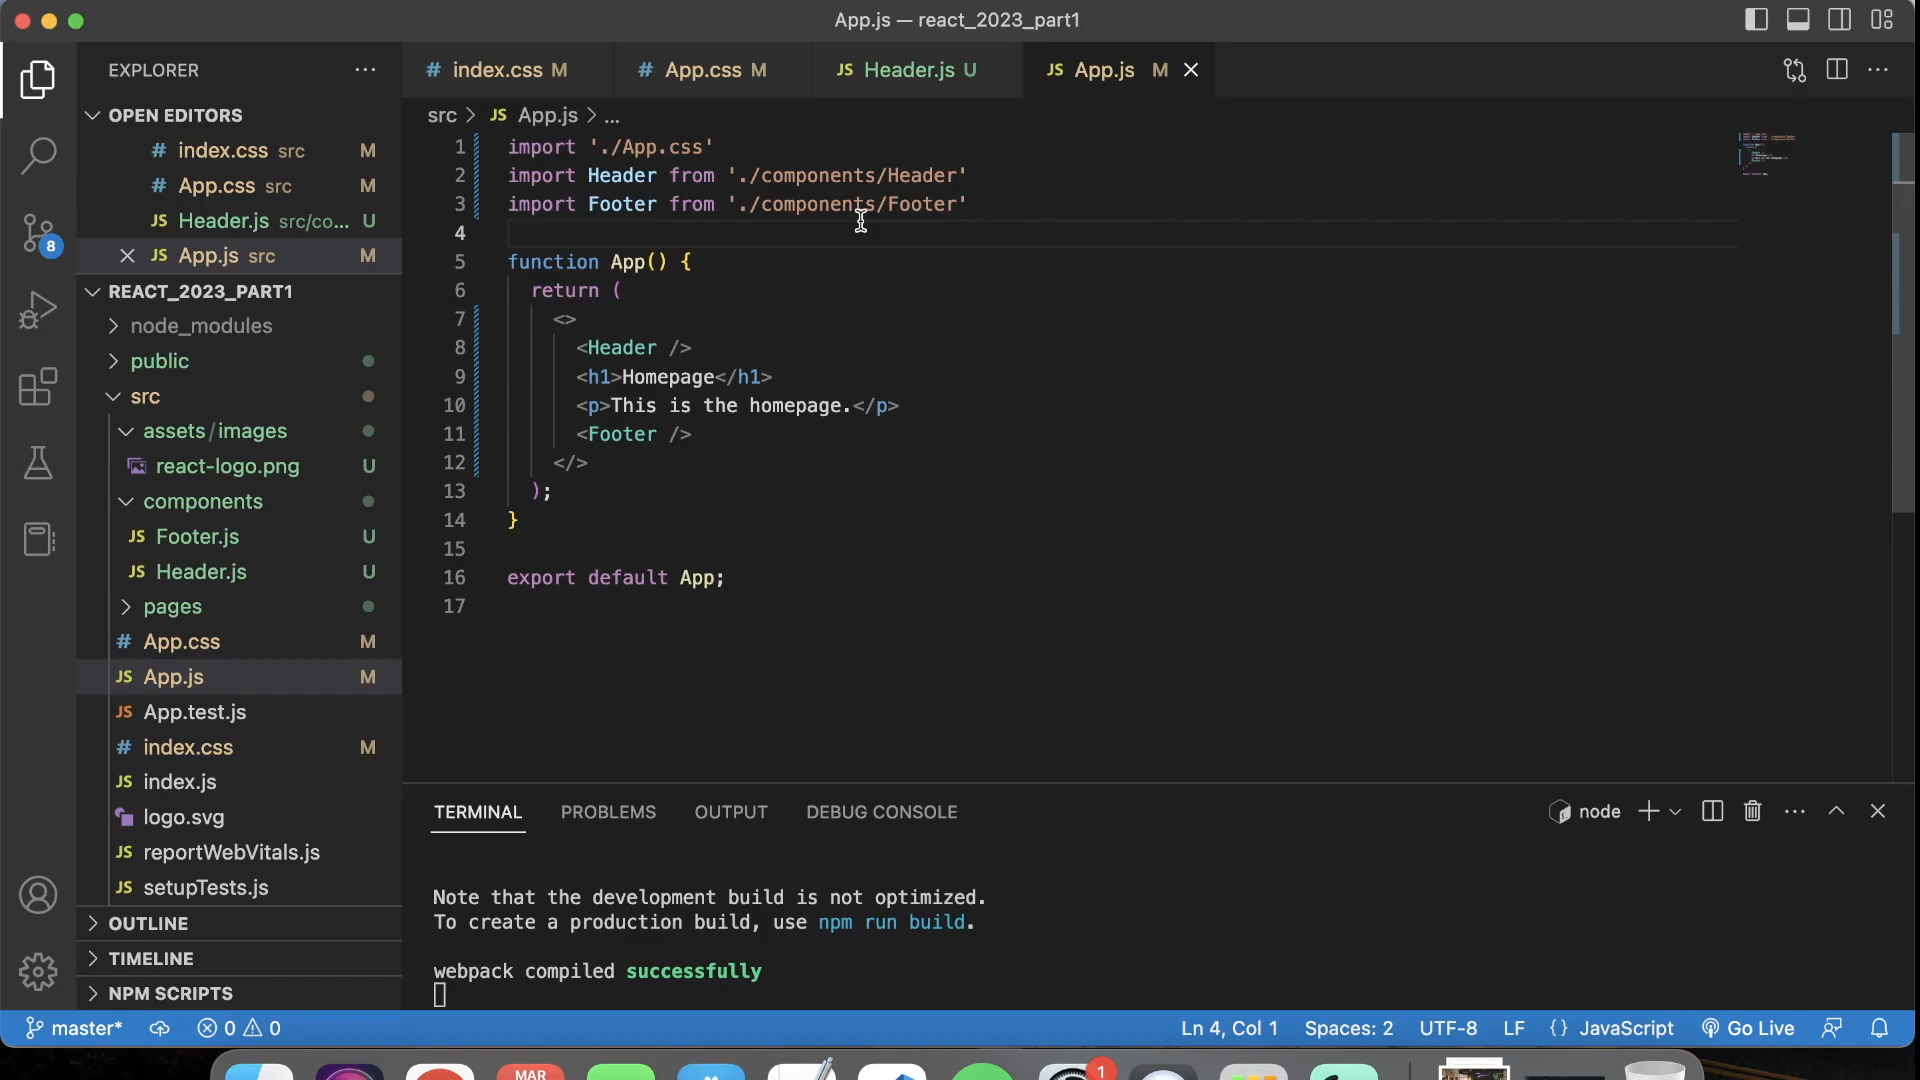 App.js — react_2023_part1
EXPLORER
OPEN EDITORS
# index.css src M
# App.css src M
JS Header.js src/co... U
JS App.js src M
REACT_2023_PART1
node_modules
public
src
assets/images
react-logo.png U
components
JS Footer.js U
JS Header.js U
pages
# App.css M
JS App.js M
JS App.test.js
# index.css M
JS index.js
logo.svg
JS reportWebVitals.js
JS setupTests.js
OUTLINE
TIMELINE
NPM SCRIPTS
8
# index.css M # App.css M JS Header.js U JS App.js M
src > JS App.js > ...
1 import './App.css'
2 import Header from './components/Header'
3 import Footer from './components/Footer'
4
5 function App() {
6 return (
7 <>
8 <Header />
9 <h1>Homepage</h1>
10 <p>This is the homepage.</p>
11 <Footer />
12 </>
13 );
14 }
15
16 export default App;
17
TERMINAL PROBLEMS OUTPUT DEBUG CONSOLE node
Note that the development build is not optimized.
To create a production build, use npm run build.
webpack compiled successfully
master* 0 0 Ln 4, Col 1 Spaces: 2 UTF-8 LF {} JavaScript Go Live
MAR 1